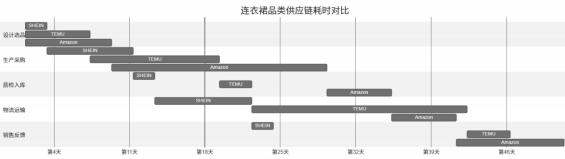 连衣裙品类供应链耗时对比
设计选品
SHEIN
TEMU
Amazon
生产采购
SHEIN
TEMU
Amazon
质检入库
SHEIN
TEMU
Amazon
物流运输
SHEIN
TEMU
Amazon
销售反馈
SHEIN
TEMU
Amazon
第4天 第11天 第18天 第25天 第32天 第39天 第46天